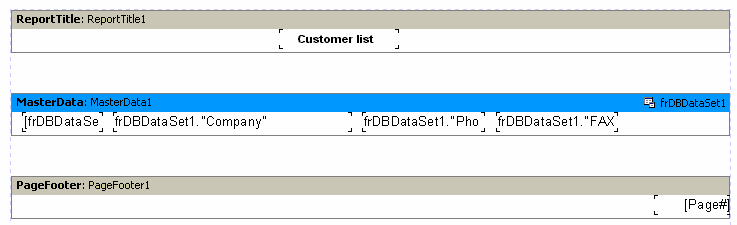 ReportTitle: ReportTitle1
Customer list
MasterData: MasterData1 frDBDataSet1
[frDBDataSe frDBDataSet1."Company" frDBDataSet1."Pho frDBDataSet1."FAX
PageFooter: PageFooter1
[Page#]